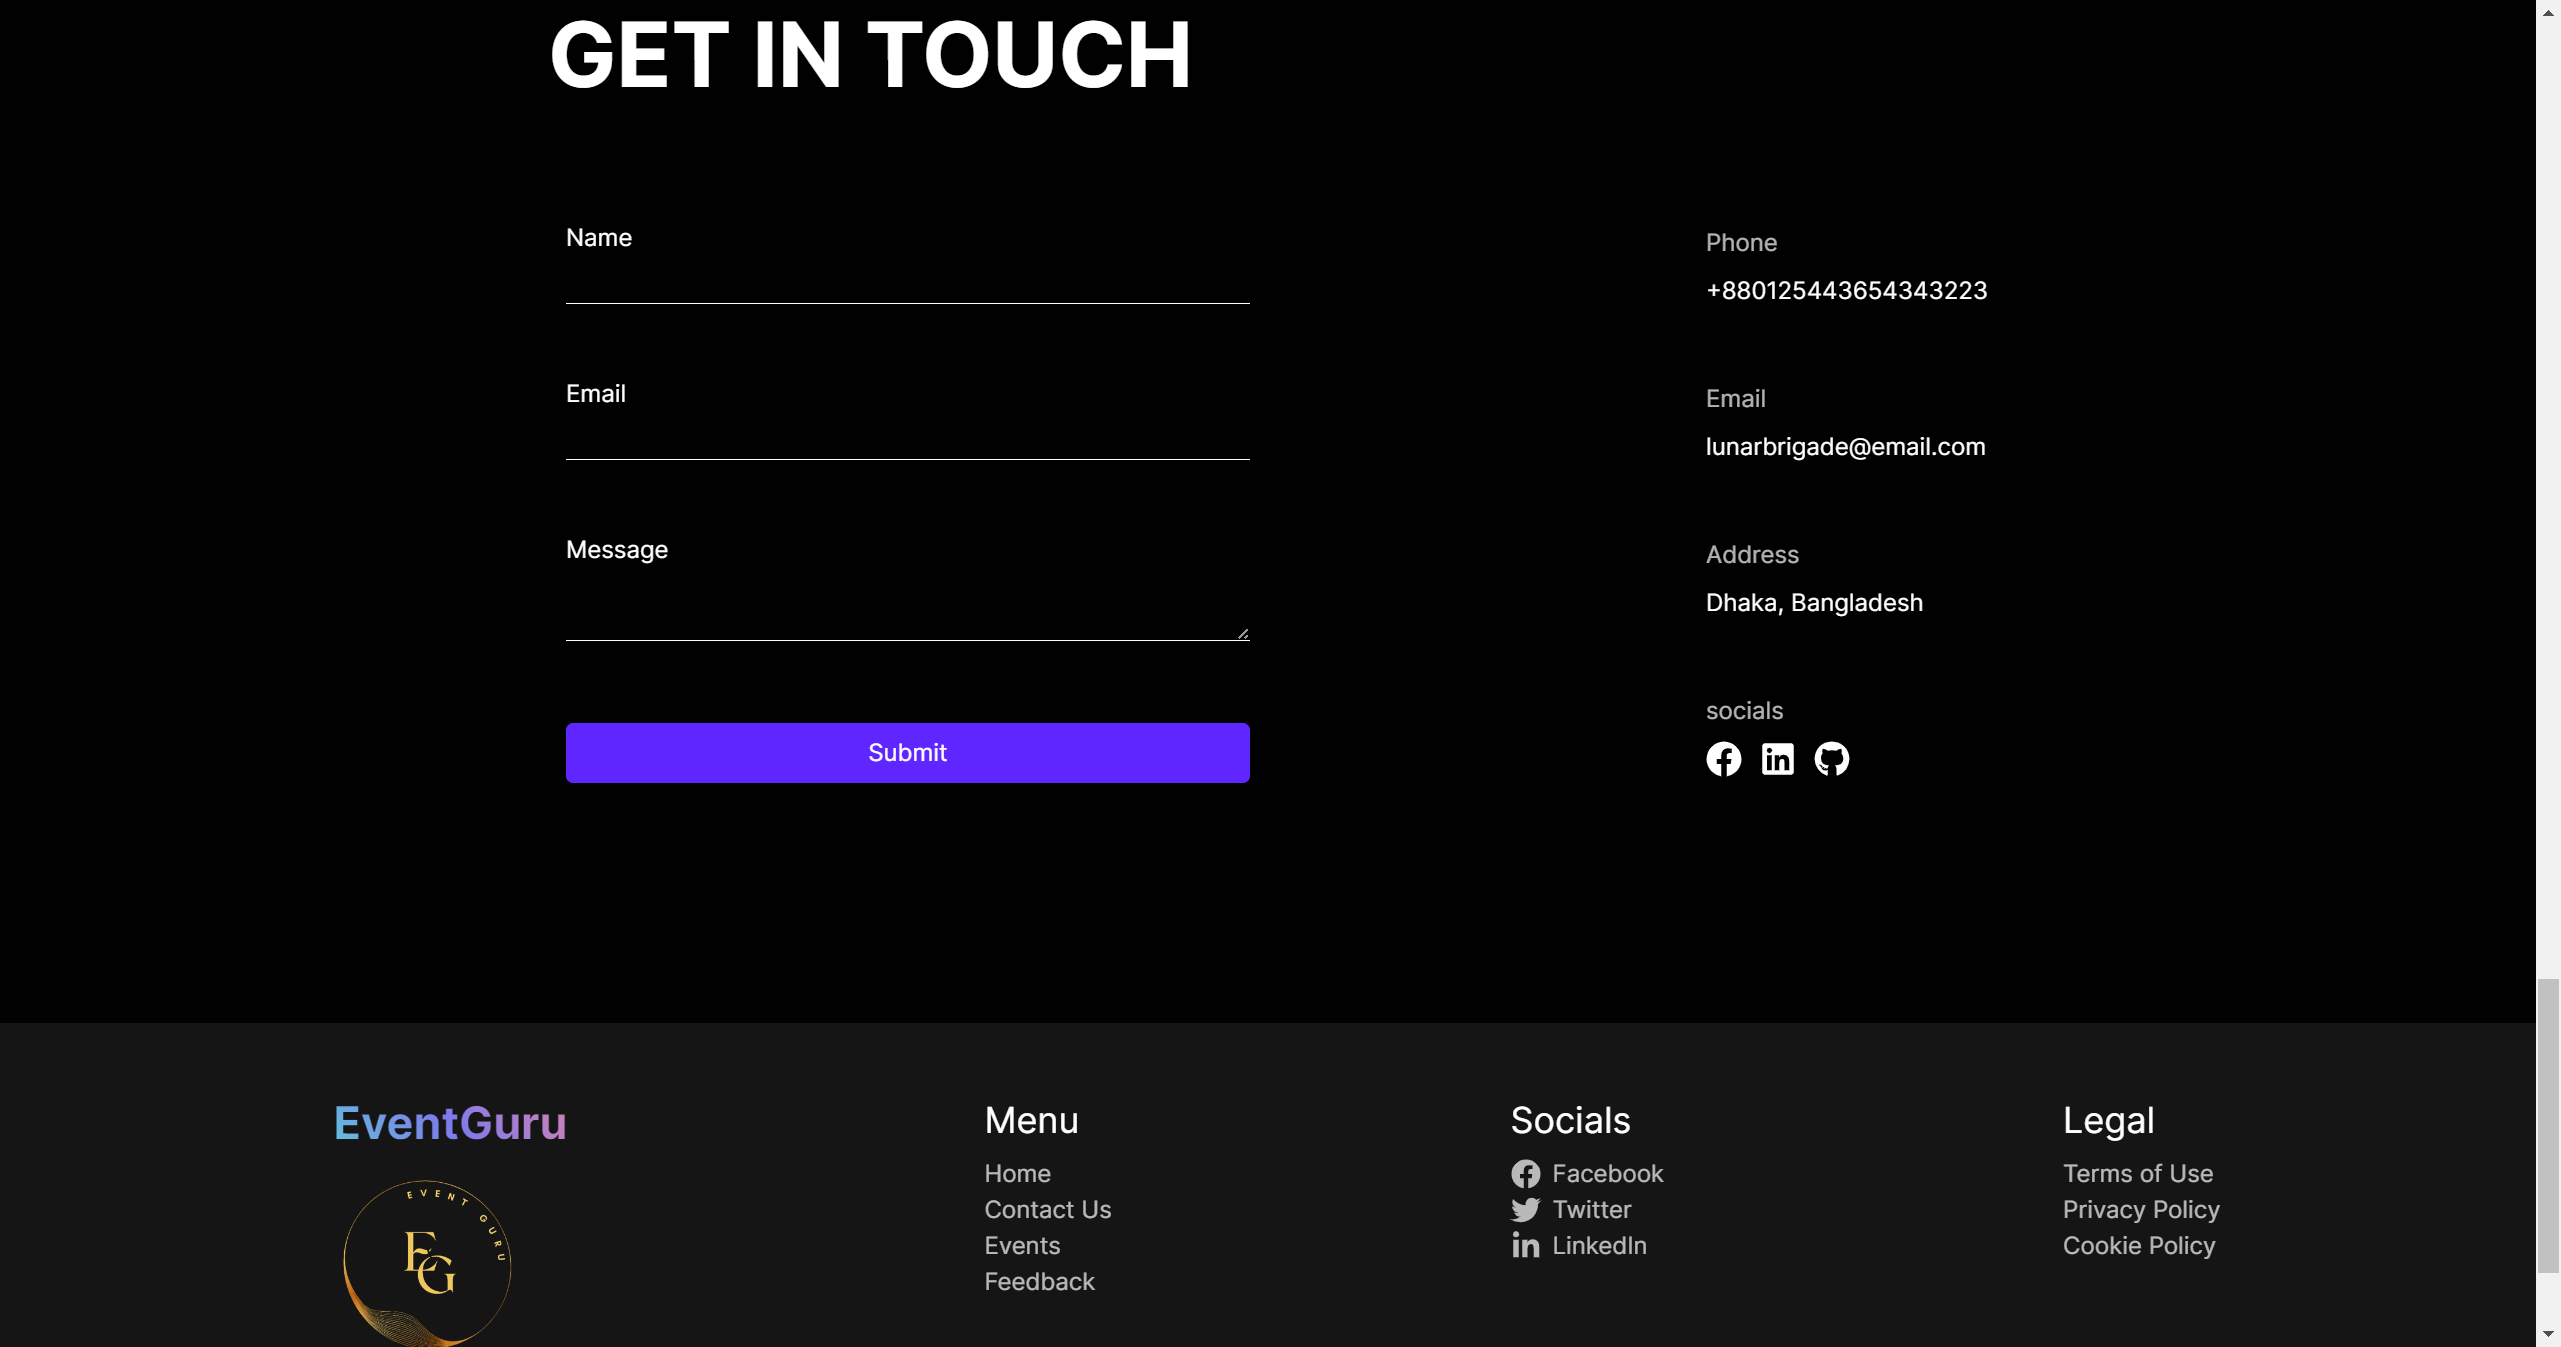 GET IN TOUCH
Name
Email
Message
Submit
Phone
+880125443654343223
Email
lunarbrigade@email.com
Address
Dhaka, Bangladesh
socials
EventGuru
EVENT GURU
EG
Menu
Home
Contact Us
Events
Feedback
Socials
Facebook
Twitter
LinkedIn
Legal
Terms of Use
Privacy Policy
Cookie Policy